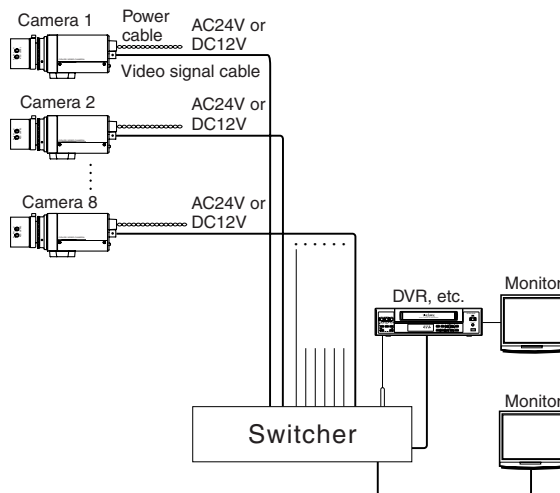 Camera 1
Power
cable
AC24V or
DC12V
Video signal cable
Camera 2
AC24V or
DC12V
Camera 8
AC24V or
DC12V
DVR, etc.
Monitor
Monitor
Switcher